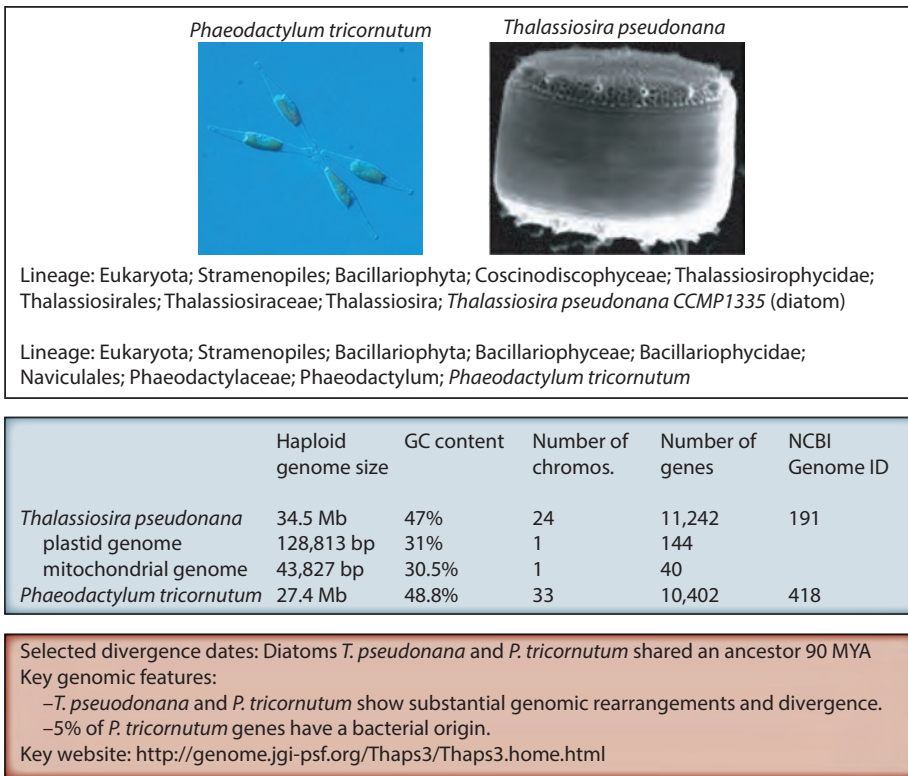 Phaeodactylum tricornutum
Thalassiosira pseudonana
Lineage: Eukaryota; Stramenopiles; Bacillariophyta; Coscinodiscophyceae; Thalassiosirophycidae;
Thalassiosirales; Thalassiosiraceae; Thalassiosira; Thalassiosira pseudonana CCMP1335 (diatom)
Lineage: Eukaryota; Stramenopiles; Bacillariophyta; Bacillariophyceae; Bacillariophycidae;
Naviculales; Phaeodactylaceae; Phaeodactylum; Phaeodactylum tricornutum
Haploid GC content Number of Number of NCBI
genome size chromos. genes Genome ID
Thalassiosira pseudonana 34.5 Mb 47% 24 11,242 191
plastid genome 128,813 bp 31% 1 144
mitochondrial genome 43,827 bp 30.5% 1 40
Phaeodactylum tricornutum 27.4 Mb 48.8% 33 10,402 418
Selected divergence dates: Diatoms T. pseudonana and P. tricornutum shared an ancestor 90 MYA
Key genomic features:
–T. pseuodonana and P. tricornutum show substantial genomic rearrangements and divergence.
–5% of P. tricornutum genes have a bacterial origin.
Key website: http://genome.jgi-psf.org/Thaps3/Thaps3.home.html